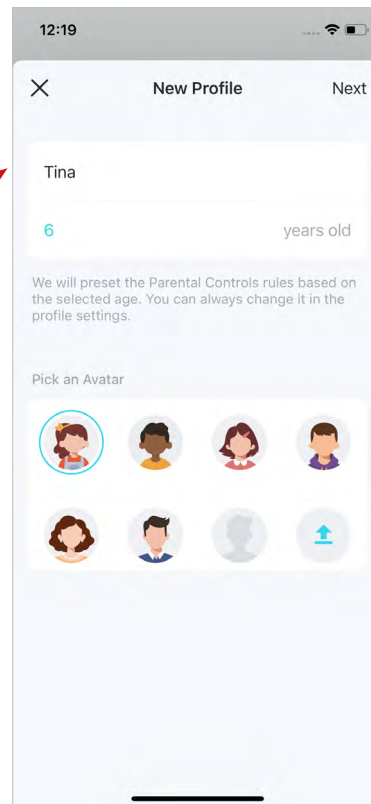 12:19
New Profile
Next
Tina
6 years old
We will preset the Parental Controls rules based on
the selected age. You can always change it in the
profile settings.
Pick an Avatar